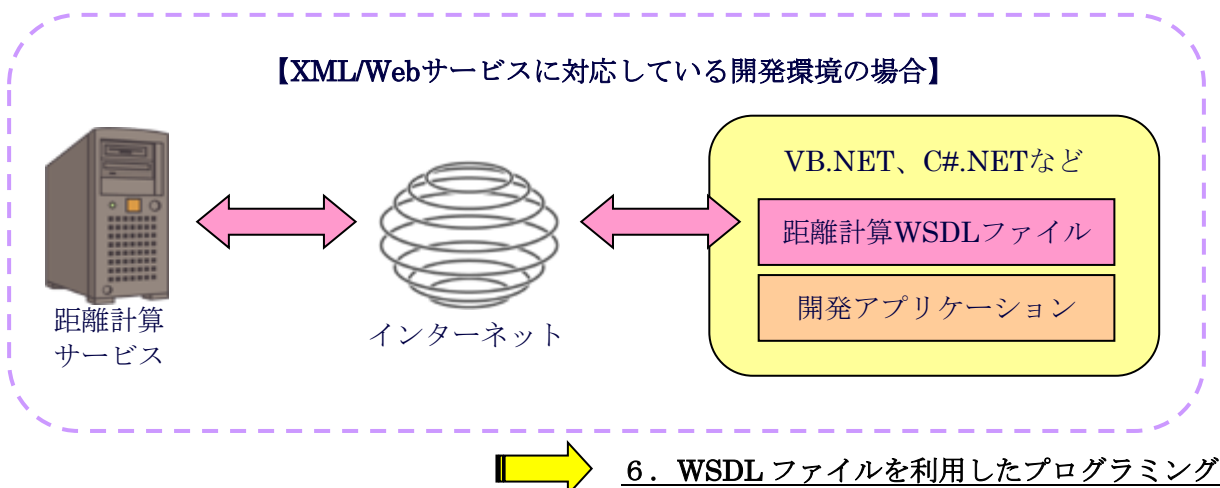 【XML/Webサービスに対応している開発環境の場合】
VB.NET、C#.NETなど
距離計算WSDLファイル
開発アプリケーション
距離計算
サービス
インターネット
６．WSDL ファイルを利用したプログラミング